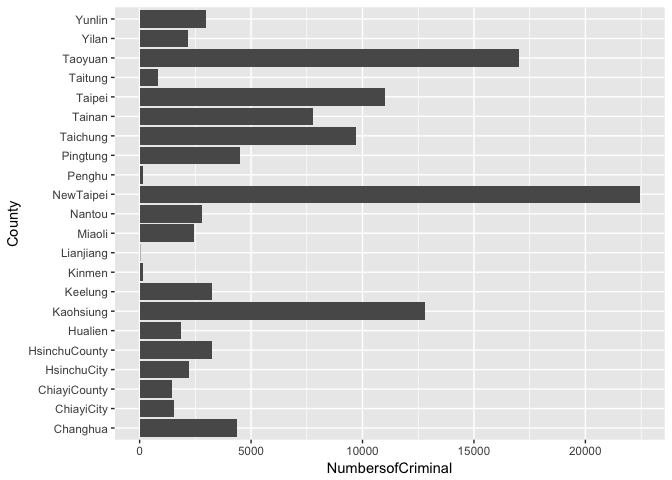 Yunlin
Yilan
Taoyuan
Taitung
Taipei
Tainan
Taichung
Pingtung
Penghu
NewTaipei
Nantou
Miaoli
Lianjiang
Kinmen
Keelung
Kaohsiung
Hualien
HsinchuCounty
HsinchuCity
ChiayiCounty
ChiayiCity
Changhua
County
0 5000 10000 15000 20000
NumbersofCriminal